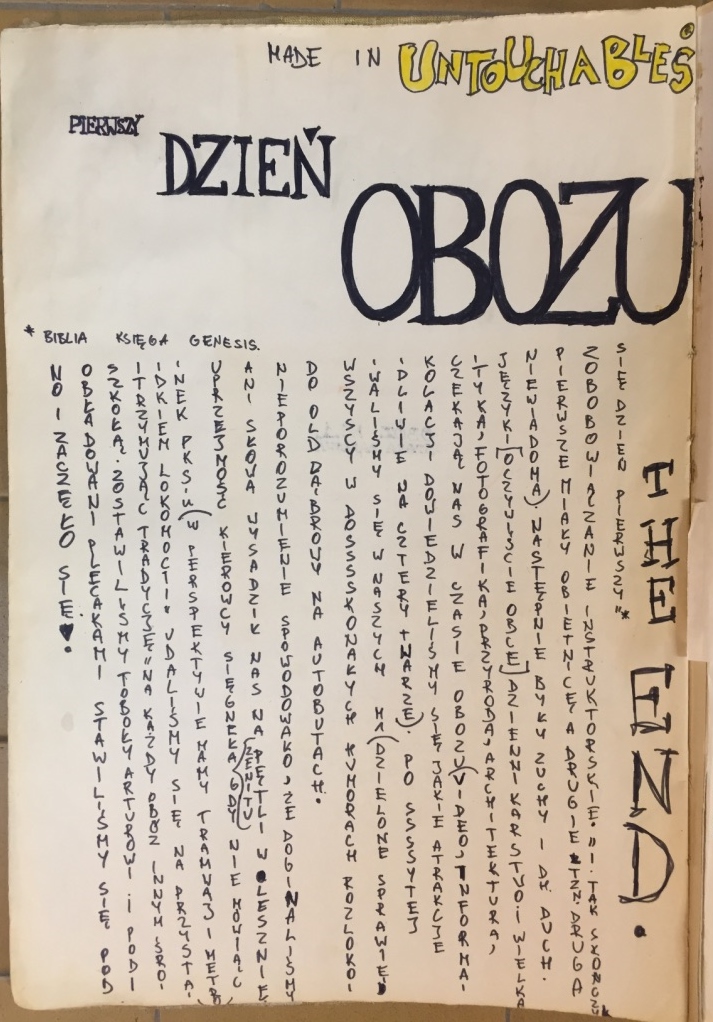 MADE IN UNTOUCHABLES
PIERWSZY
DZIEŃ
OBOZU
* BIBLIA KSIĘGA GENESIS.
NO I ZACZĘŁO SIĘ♥.
OBŁADOWANI PLECAKAMI STAWILIŚMY SIĘ POD
SZKOŁĄ. ZOSTAWILIŚMY TOBOŁY ARTUROWI I PODI
TRZYMUJĄC TRADYCJĘ "NA KAŻDY OBÓZ INNYM ŚRO-
-DKIEM LOKOMOCJI" UDALIŚMY SIĘ NA PRZYSTA-
-NEK PKS-U (W PERSPEKTYWIE MAMY TRAMWAJ I METRO)
UPRZEJMOŚĆ KIEROWCY SIĘGNĘŁA ZENITU GDY NIE MÓWIĄC
ANI SŁOWA WYSADZIŁ NAS NA PĘTLI W OLESZNIE
NIEPOROZUMIENIE SPOWODOWAŁO, ŻE DOGINALIŚMY
DO OLD DĄBROWY NA AUTOBUTACH.
WSZYSCY W DOSSSSKONAŁYCH HUMORACH ROZLOKO-
-WALIŚMY SIĘ W NASZYCH (DZIELONE SPRAWIE)
-DLIWIE NA CZTERY TWARZE). PO SSSSYTEJ
KOLACJI DOWIEDZIELIŚMY SIĘ JAKIE ATRAKCJE
CZEKAJĄ NAS W CZASIE OBOZU (VIDEO, INFORMA-
-TYKA, FOTOGRAFIKA, PRZYRODA, ARCHITEKTURA,
JĘZYKI [OCZYWIŚCIE OBCE] DZIENNIKARSTWO I WIELKA
NIEWIADOMA) NASTĘPNIE BYŁY ZUCHY I DH. DUCH.
PIERWSZE MIAŁY OBIETNICĘ A DRUGIE TZN. DRUGA
ZOBOBOWIĄZANIE INSTRUKTORSKIE. "I TAK SKOŃCZYŁ
SIĘ DZIEŃ PIERWSZY"*
THE END.